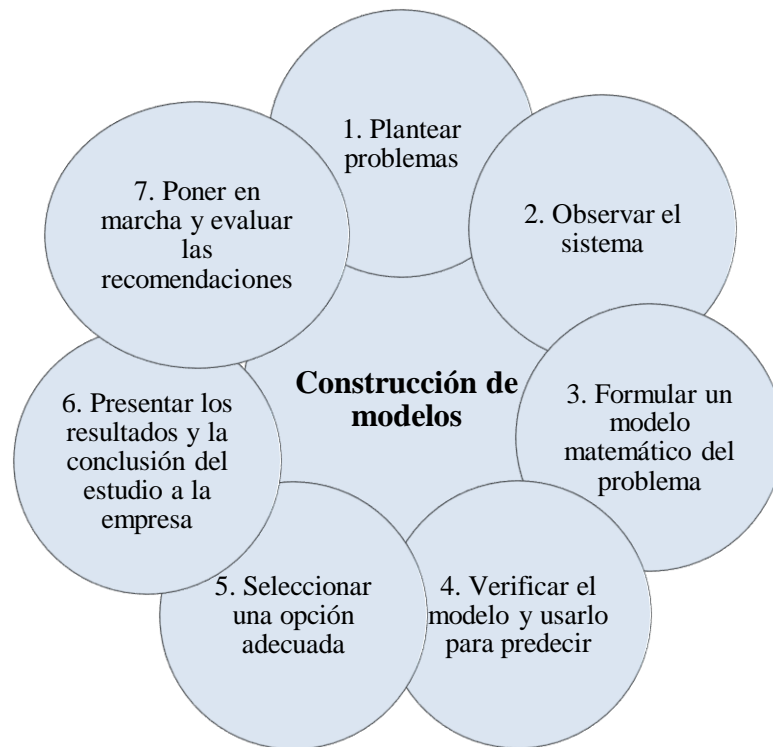 1. Plantear
problemas
2. Observar el
sistema
3. Formular un
modelo
matemático del
problema
4. Verificar el
modelo y usarlo
para predecir
5. Seleccionar
una opción
adecuada
6. Presentar los
resultados y la
conclusión del
estudio a la
empresa
7. Poner en
marcha y evaluar
las
recomendaciones
Construcción de
modelos